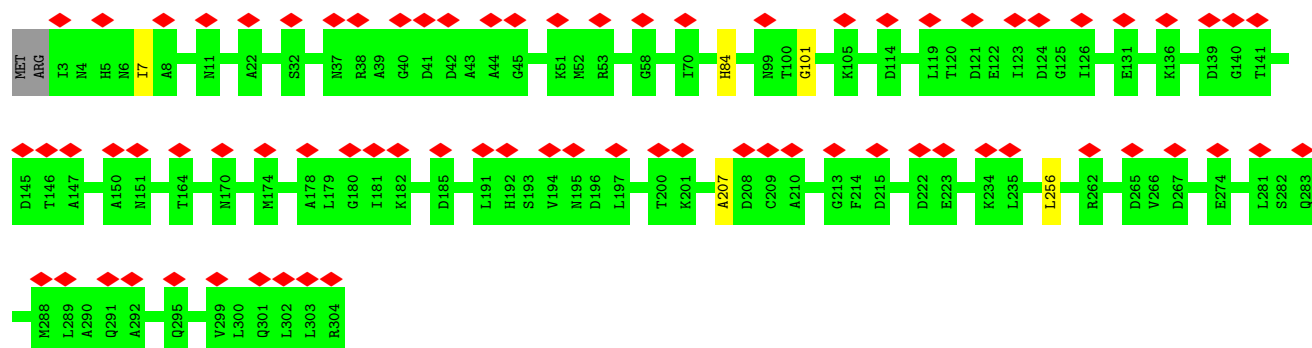 MET ARG I3 N4 H5 N6 I7 A8 N11 A22 S32 N37 R38 A39 G40 D41 D42 A43 A44 G45 K51 M52 R53 G58 I70 H84 N99 T100 G101 K105 D114 L119 T120 D121 E122 I123 D124 G125 I126 E131 K136 D139 G140 T141
D145 T146 A147 A150 N151 T164 N170 M174 A178 L179 G180 I181 K182 D185 L191 H192 S193 V194 N195 D196 L197 T200 K201 A207 D208 C209 A210 G213 F214 D215 D222 E223 K234 L235 L256 R262 D265 V266 D267 E274 L281 S282 Q283
M288 L289 A290 Q291 A292 Q295 V299 L300 Q301 L302 L303 R304